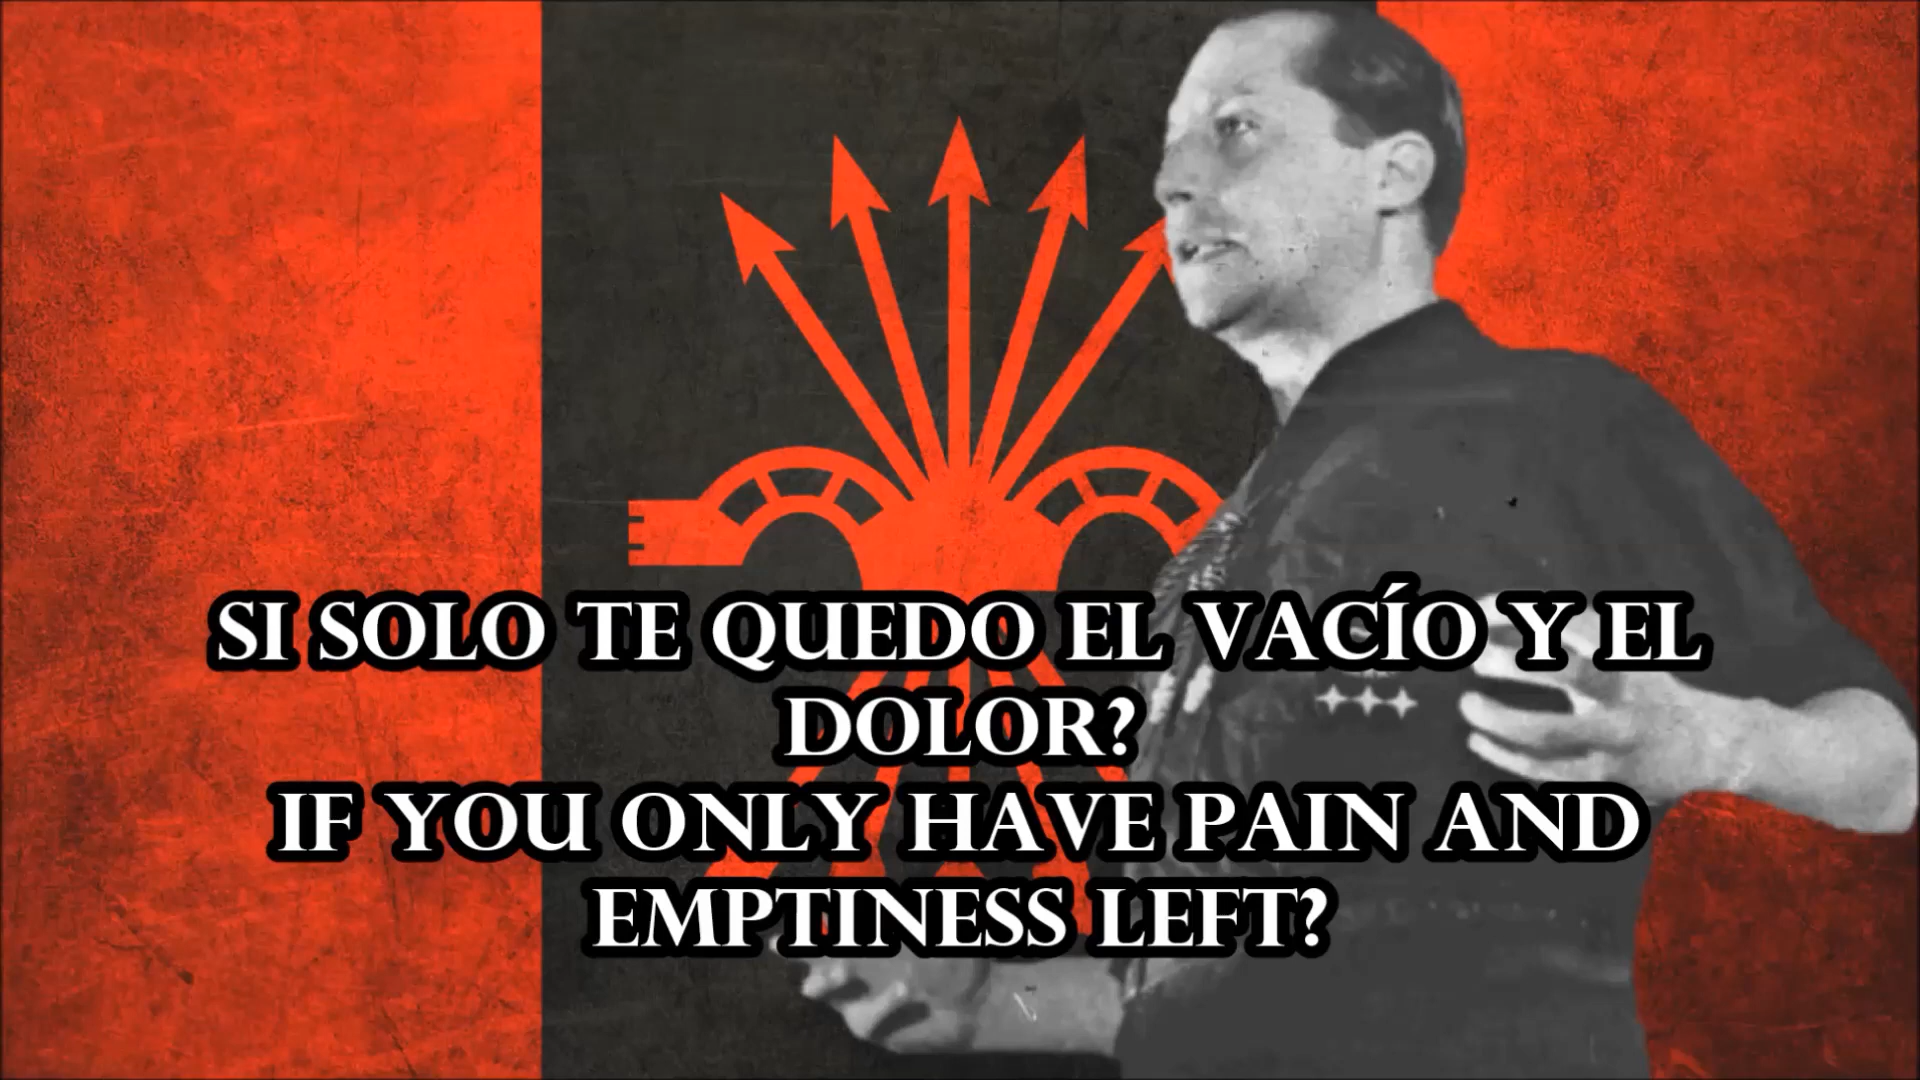 SI SOLO TE QUEDO EL VACÍO Y EL
DOLOR?
IF YOU ONLY HAVE PAIN AND
EMPTINESS LEFT?